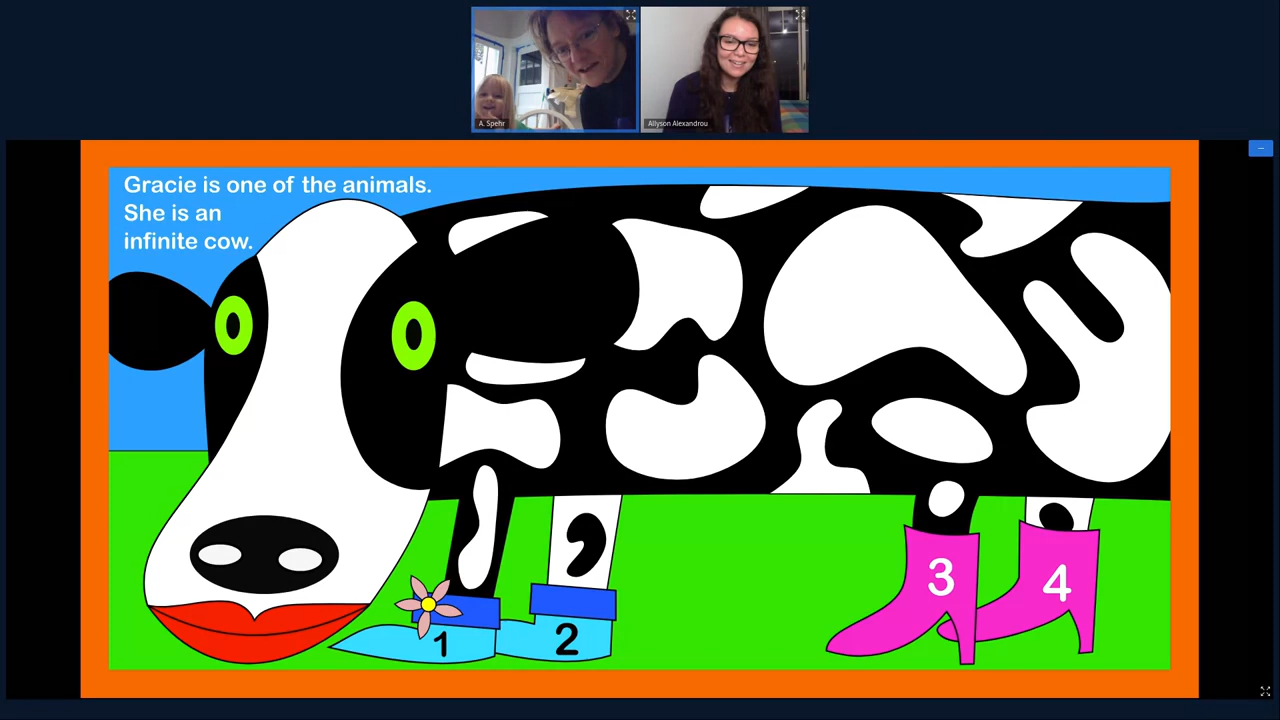 A. Spehr
Allyson Alexandrou
Gracie is one of the animals.
She is an
infinite cow.
1
2
3
4